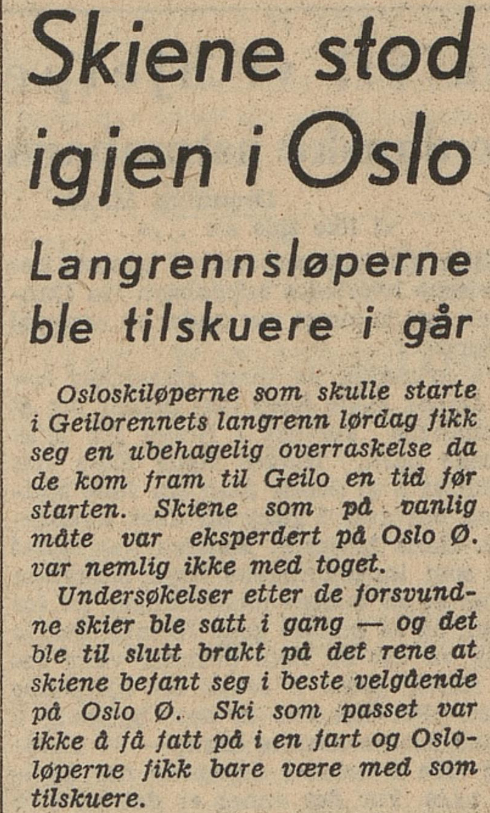 Skiene stod
igjen i Oslo
Langrennsløperne
ble tilskuere i går
Osloskiløperne som skulle starte
i Geilorennets langrenn lørdag fikk
seg en ubehagelig overraskelse da
de kom fram til Geilo en tid før
starten. Skiene som på vanlig
måte var eksperdert på Oslo Ø.
var nemlig ikke med toget.
Undersøkelser etter de forsvund-
ne skier ble satt i gang — og det
ble til slutt brakt på det rene at
skiene befant seg i beste velgående
på Oslo Ø. Ski som passet var
ikke å få fatt på i en fart og Oslo-
løperne fikk bare være med som
tilskuere.